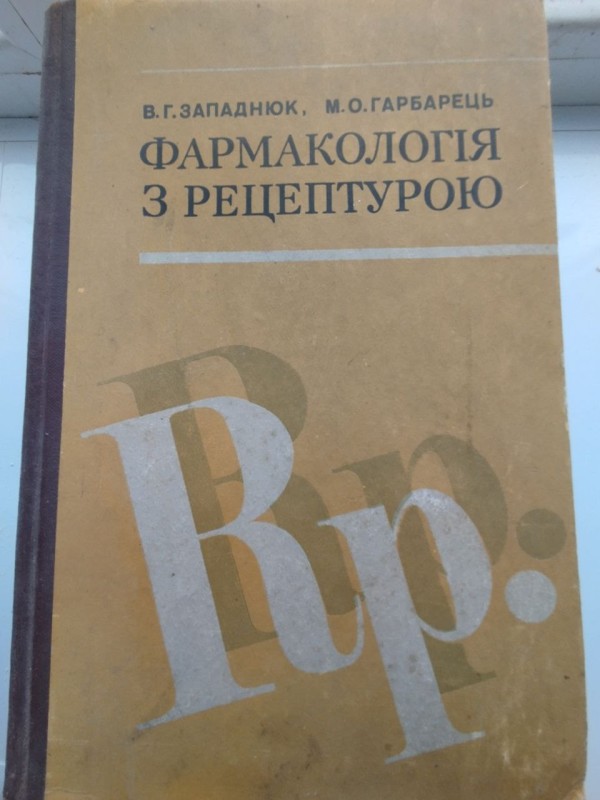 В. Г. ЗАПАДНЮК, М. О. ГАРБАРЕЦЬ
ФАРМАКОЛОГІЯ
З РЕЦЕПТУРОЮ
Rp: